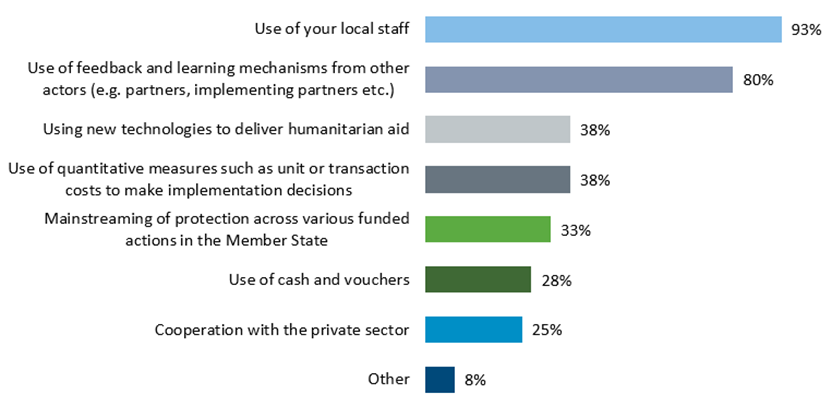 Use of your local staff
93%
Use of feedback and learning mechanisms from other
actors (e.g. partners, implementing partners etc.)
80%
Using new technologies to deliver humanitarian aid
38%
Use of quantitative measures such as unit or transaction
costs to make implementation decisions
38%
Mainstreaming of protection across various funded
actions in the Member State
33%
Use of cash and vouchers
28%
Cooperation with the private sector
25%
Other
8%